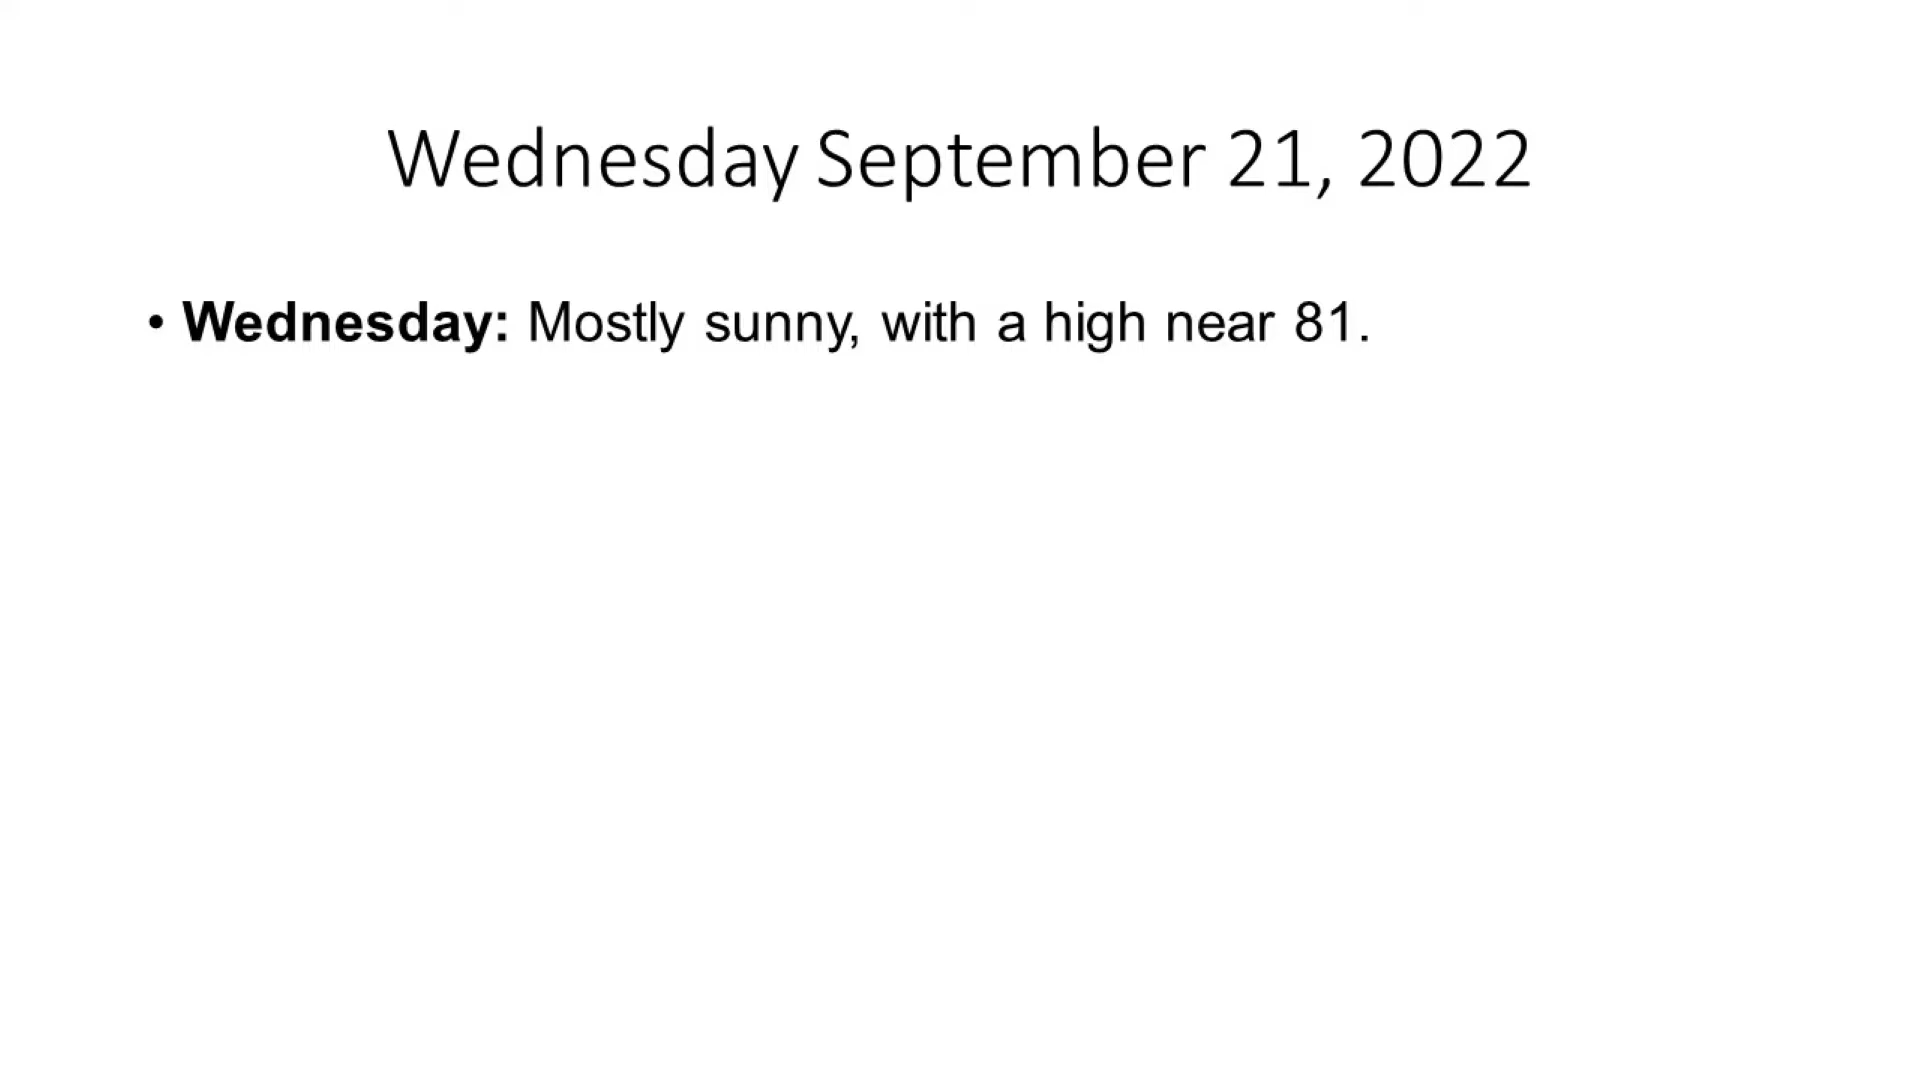 Wednesday September 21, 2022
• Wednesday: Mostly sunny, with a high near 81.